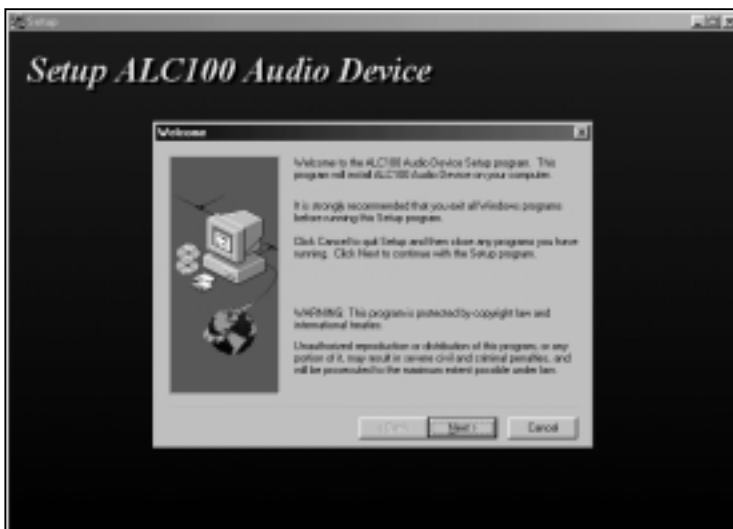 Setup
Setup ALC100 Audio Device
Welcome
Welcome to the ALC100 Audio Device Setup program. This
program will install ALC100 Audio Device on your computer.
It is strongly recommended that you exit all Windows programs
before running this Setup program.
Click Cancel to quit Setup and then close any programs you have
running. Click Next to continue with the Setup program.
WARNING: This program is protected by copyright law and
international treaties.
Unauthorized reproduction or distribution of this program, or any
portion of it, may result in severe civil and criminal penalties, and
will be prosecuted to the maximum extent possible under law.
< Back
Next >
Cancel